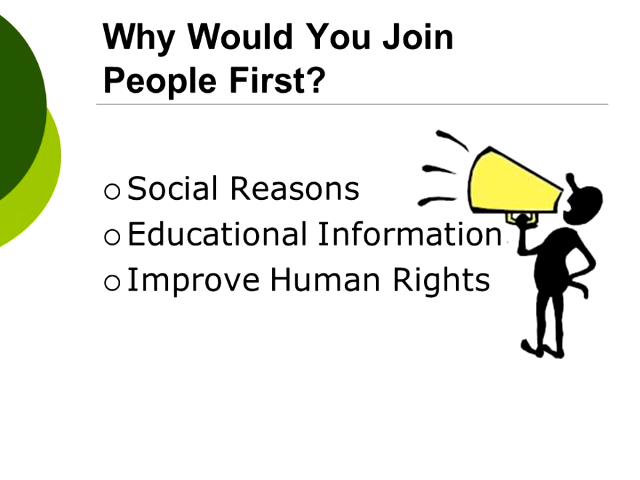 Why Would You Join
People First?
Social Reasons
Educational Information
Improve Human Rights